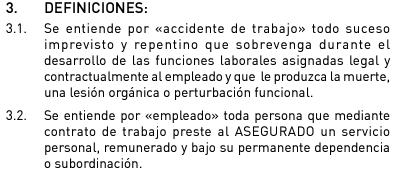 3. DEFINICIONES:
3.1. Se entiende por «accidente de trabajo» todo suceso
imprevisto y repentino que sobrevenga durante el
desarrollo de las funciones laborales asignadas legal y
contractualmente al empleado y que le produzca la muerte,
una lesión orgánica o perturbación funcional.
3.2. Se entiende por «empleado» toda persona que mediante
contrato de trabajo preste al ASEGURADO un servicio
personal, remunerado y bajo su permanente dependencia
o subordinación.